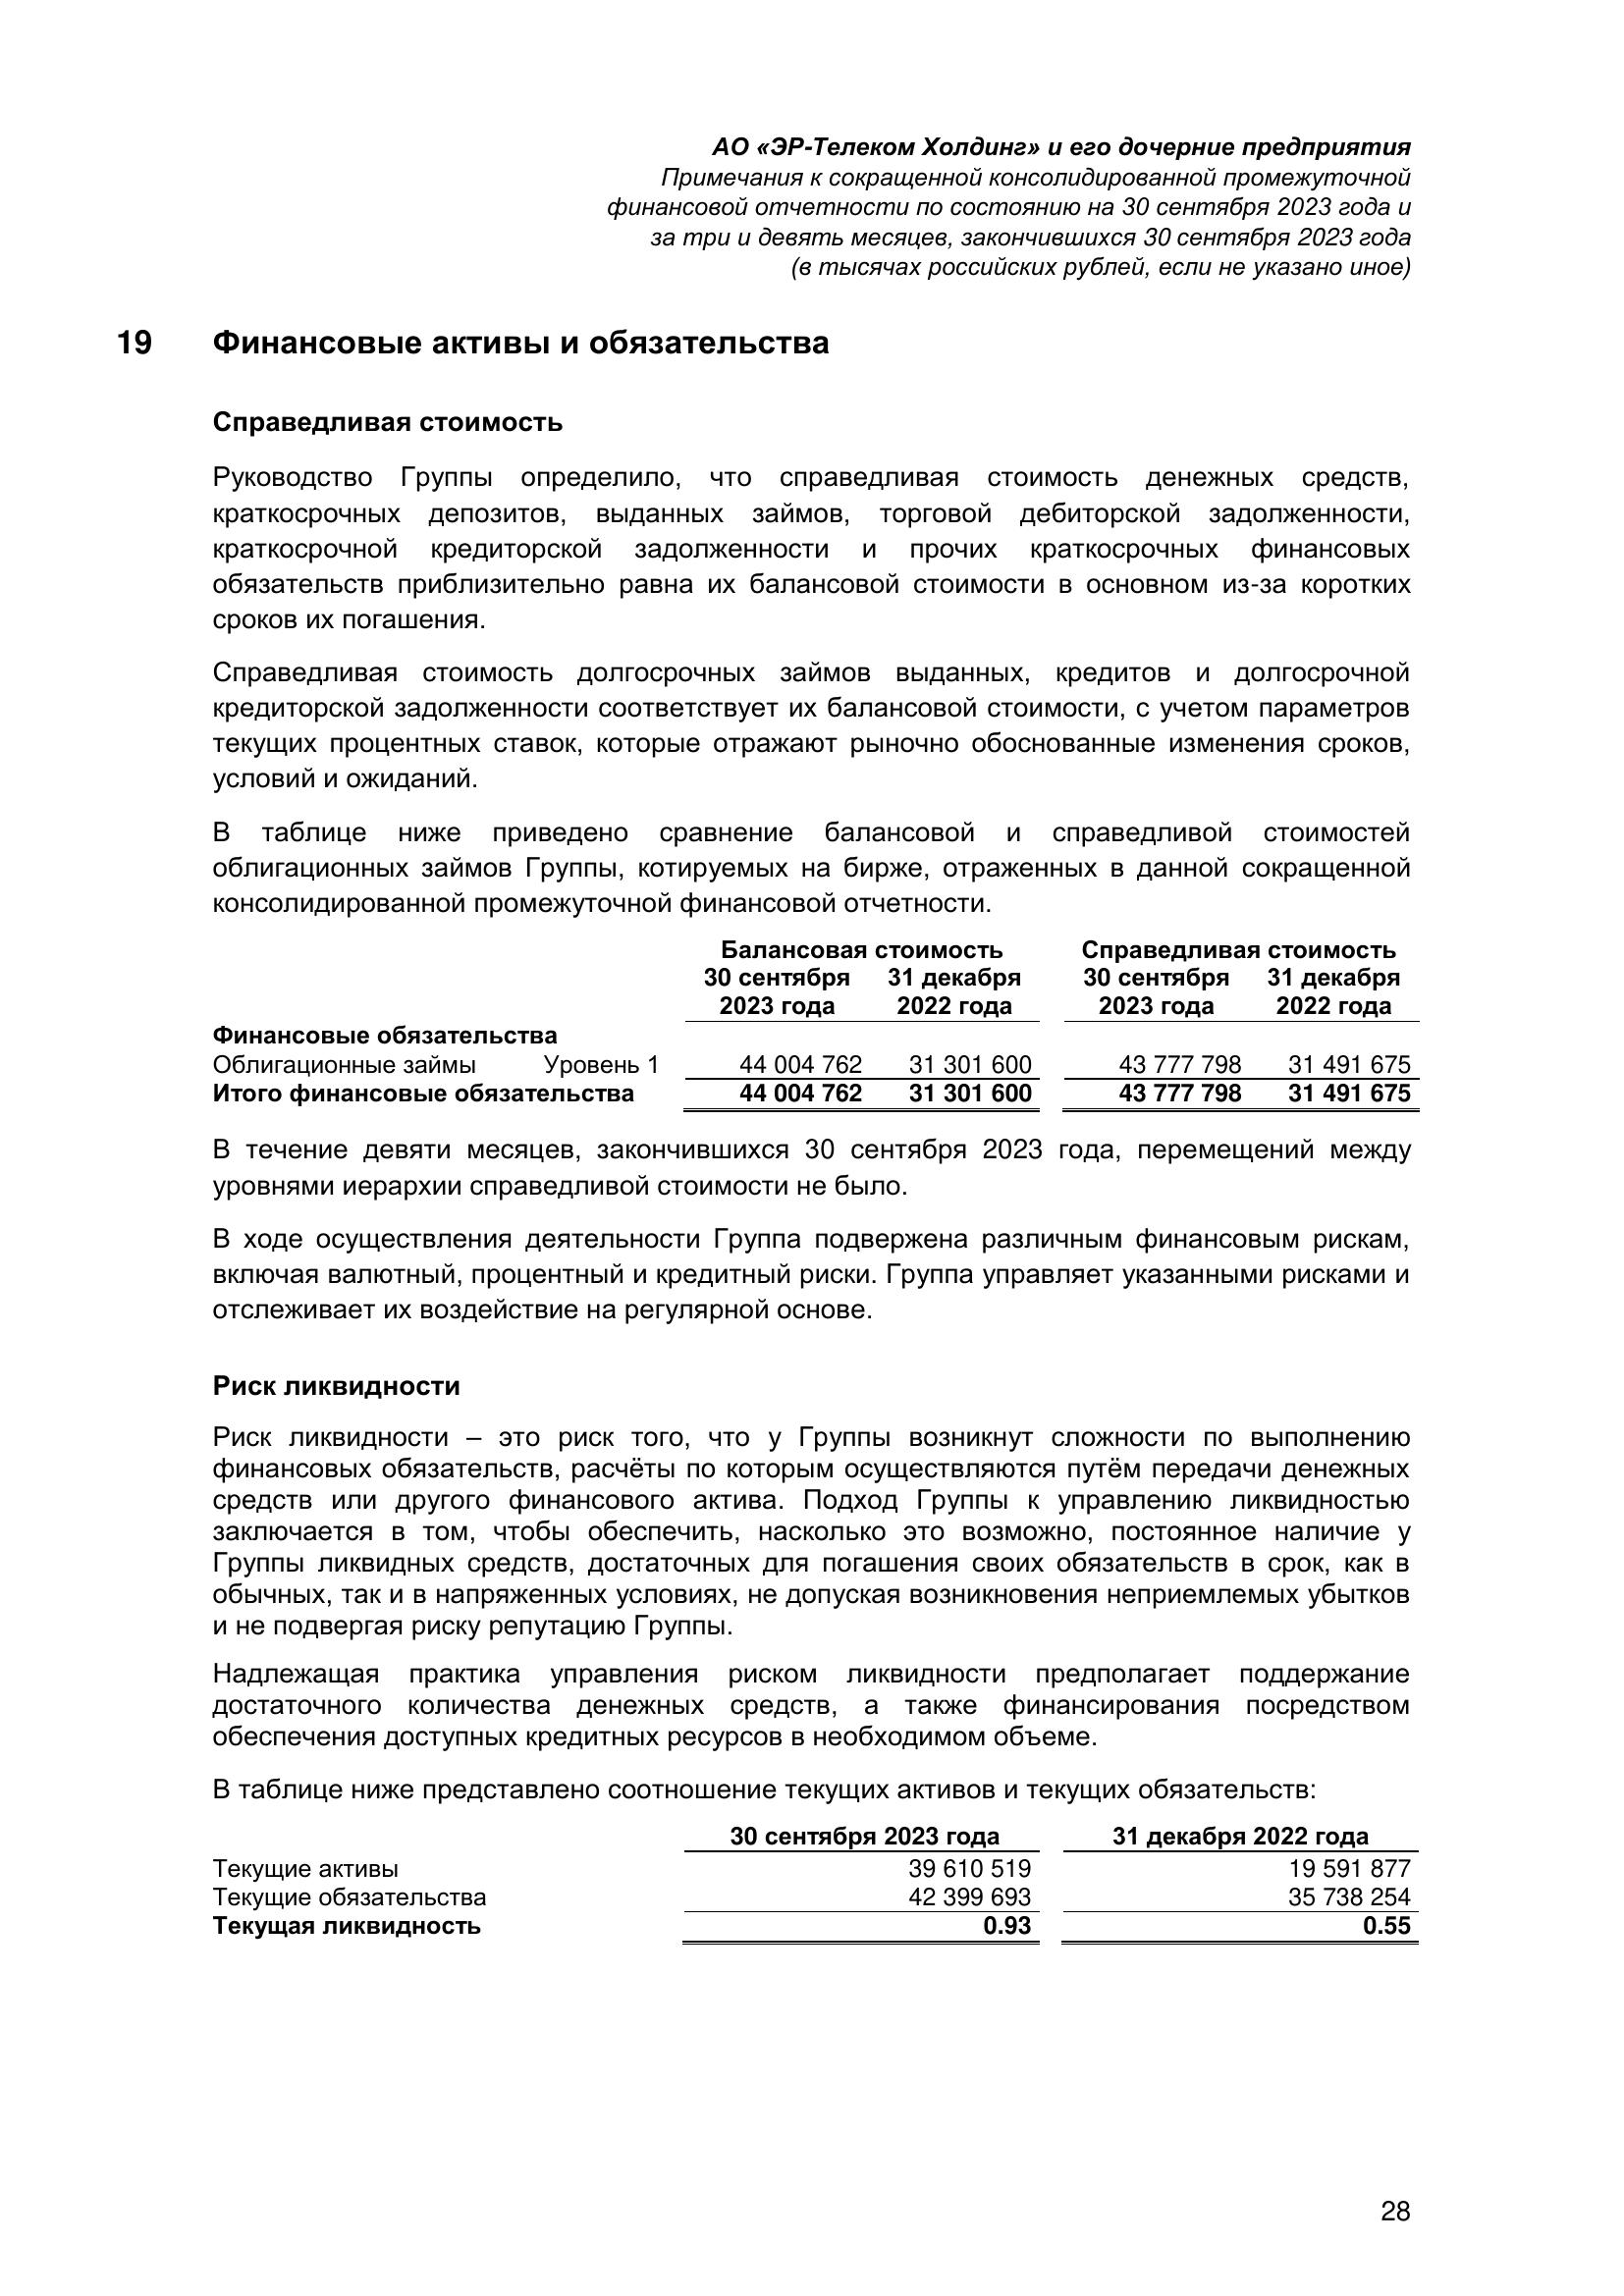 АО «ЭР-Телеком Холдинг» и его дочерние предприятия
Примечания к сокращенной консолидированной промежуточной
финансовой отчетности по состоянию на 30 сентября 2023 года и
за три и девять месяцев, закончившихся 30 сентября 2023 года
(в тысячах российских рублей, если не указано иное)
19 Финансовые активы и обязательства
Справедливая стоимость
Руководство Группы определило, что справедливая стоимость денежных средств,
краткосрочных депозитов, выданных займов, торговой дебиторской задолженности,
краткосрочной кредиторской задолженности и прочих краткосрочных финансовых
обязательств приблизительно равна их балансовой стоимости в основном из-за коротких
сроков их погашения.
Справедливая стоимость долгосрочных займов выданных, кредитов и долгосрочной
кредиторской задолженности соответствует их балансовой стоимости, с учетом параметров
текущих процентных ставок, которые отражают рыночно обоснованные изменения сроков,
условий и ожиданий.
В таблице ниже приведено сравнение балансовой и справедливой стоимостей
облигационных займов Группы, котируемых на бирже, отраженных в данной сокращенной
консолидированной промежуточной финансовой отчетности.
Балансовая стоимость Справедливая стоимость
30 сентября 31 декабря 30 сентября 31 декабря
2023 года 2022 года 2023 года 2022 года
Финансовые обязательства
Облигационные займы Уровень 1 44 004 762 31 301 600 43 777 798 31 491 675
Итого финансовые обязательства 44 004 762 31 301 600 43 777 798 31 491 675
В течение девяти месяцев, закончившихся 30 сентября 2023 года, перемещений между
уровнями иерархии справедливой стоимости не было.
В ходе осуществления деятельности Группа подвержена различным финансовым рискам,
включая валютный, процентный и кредитный риски. Группа управляет указанными рисками и
отслеживает их воздействие на регулярной основе.
Риск ликвидности
Риск ликвидности – это риск того, что у Группы возникнут сложности по выполнению
финансовых обязательств, расчёты по которым осуществляются путём передачи денежных
средств или другого финансового актива. Подход Группы к управлению ликвидностью
заключается в том, чтобы обеспечить, насколько это возможно, постоянное наличие у
Группы ликвидных средств, достаточных для погашения своих обязательств в срок, как в
обычных, так и в напряженных условиях, не допуская возникновения неприемлемых убытков
и не подвергая риску репутацию Группы.
Надлежащая практика управления риском ликвидности предполагает поддержание
достаточного количества денежных средств, а также финансирования посредством
обеспечения доступных кредитных ресурсов в необходимом объеме.
В таблице ниже представлено соотношение текущих активов и текущих обязательств:
30 сентября 2023 года 31 декабря 2022 года
Текущие активы 39 610 519 19 591 877
Текущие обязательства 42 399 693 35 738 254
Текущая ликвидность 0.93 0.55
28